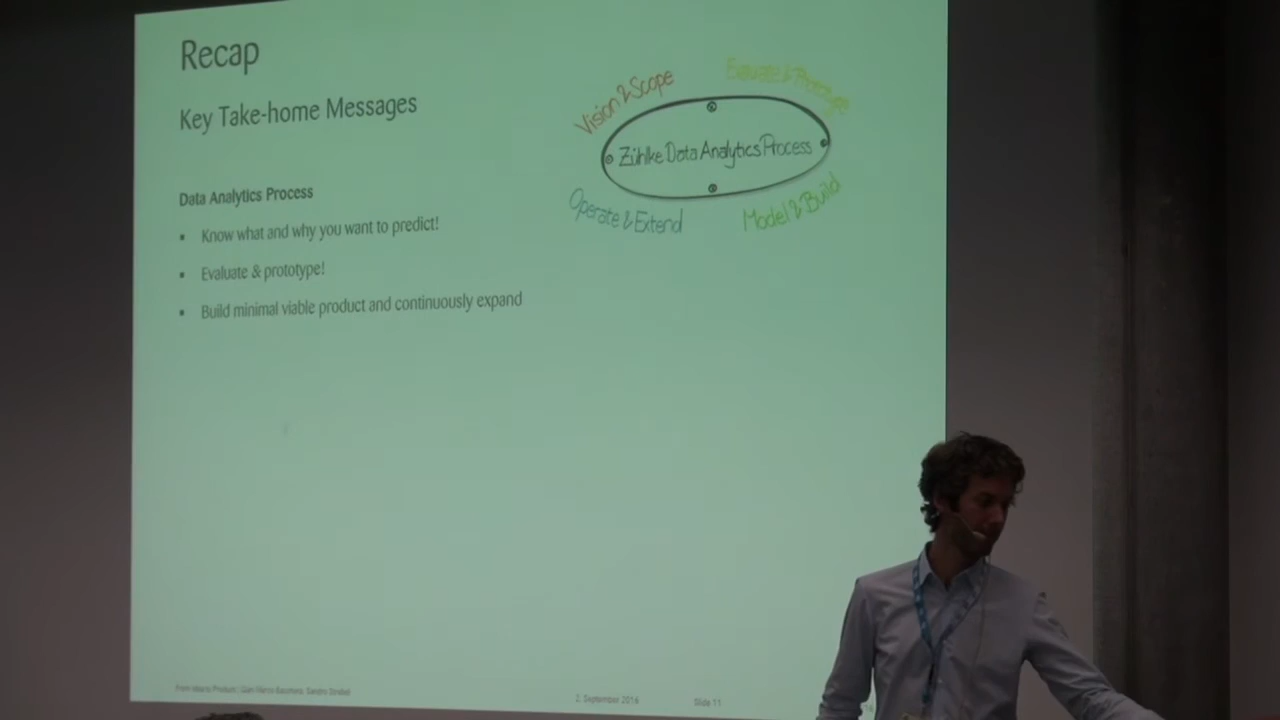 Recap
Key Take-home Messages
Vision & Scope
Evaluate & Prototype
Zühlke Data Analytics Process
Operate & Extend
Model & Build
Data Analytics Process
▪ Know what and why you want to predict!
▪ Evaluate & prototype!
▪ Build minimal viable product and continuously expand
2. September 2016
Slide 11